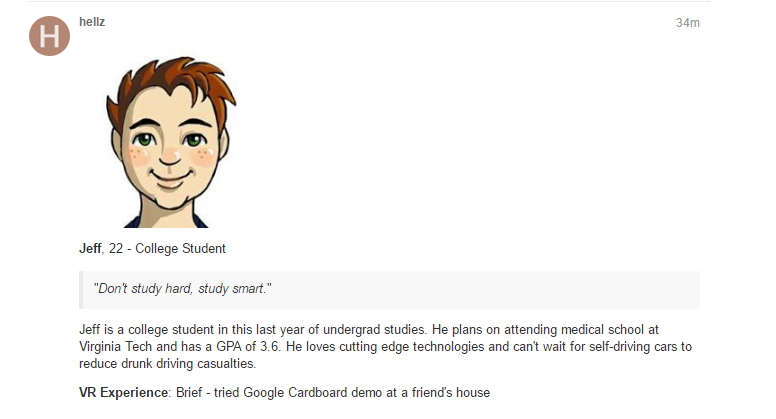 H
hellz
34m
Jeff, 22 - College Student
"Don't study hard, study smart."
Jeff is a college student in this last year of undergrad studies. He plans on attending medical school at
Virginia Tech and has a GPA of 3.6. He loves cutting edge technologies and can't wait for self-driving cars to
reduce drunk driving casualties.
VR Experience: Brief - tried Google Cardboard demo at a friend's house